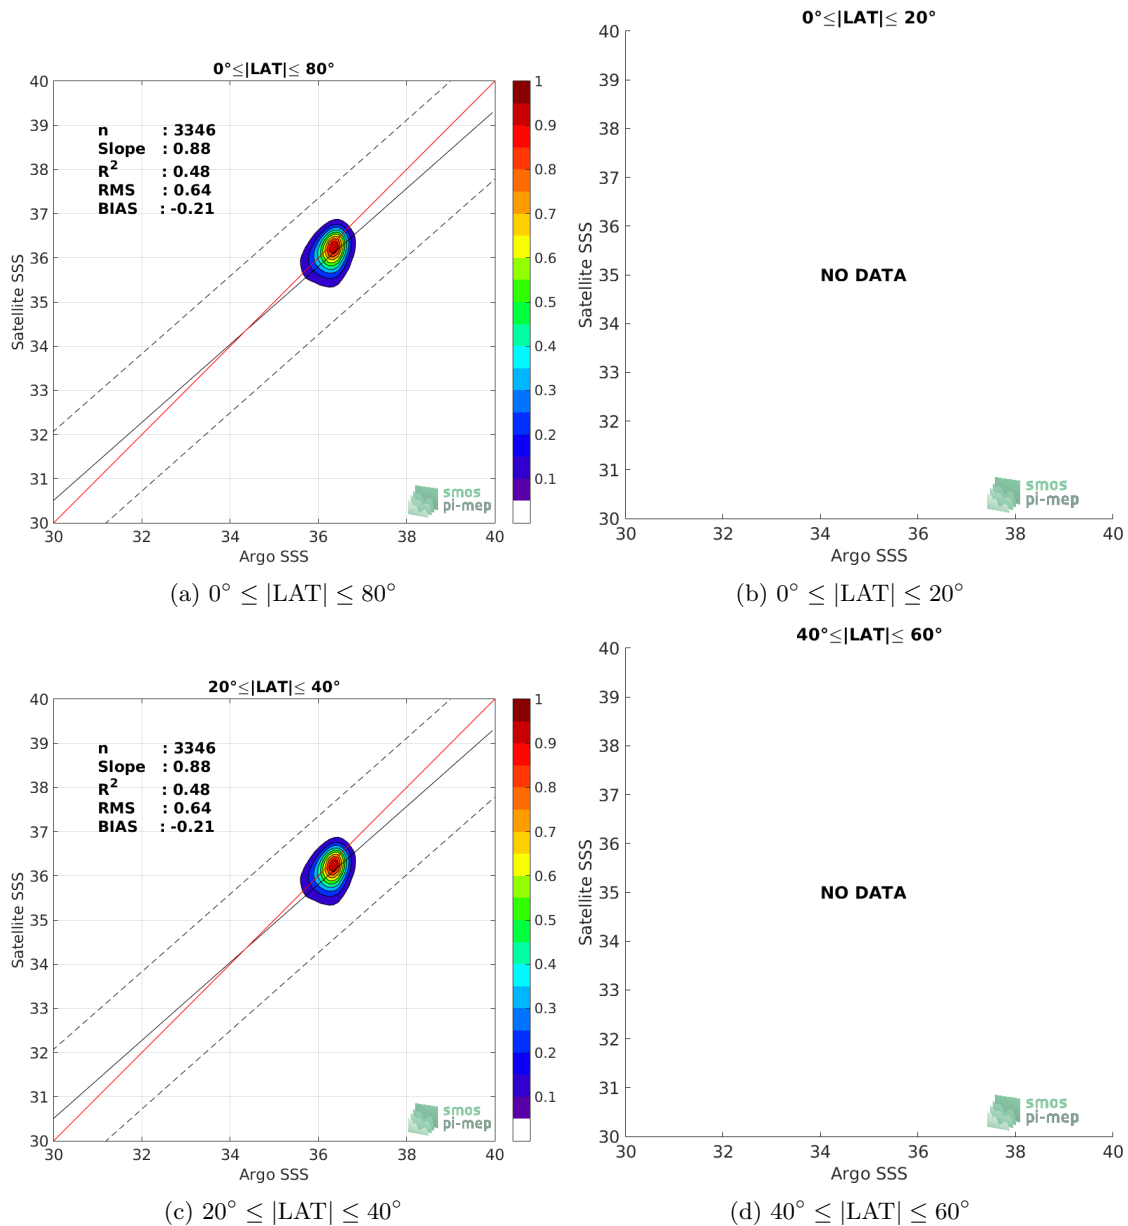 0°≤|LAT|≤ 80°
40
39
38
37
36
35
34
33
32
31
30
Satellite SSS
n : 3346
Slope : 0.88
R² : 0.48
RMS : 0.64
BIAS : -0.21
smos
pi-mep
30 32 34 36 38 40
Argo SSS
1
0.9
0.8
0.7
0.6
0.5
0.4
0.3
0.2
0.1
(a) 0° ≤ |LAT| ≤ 80°
0°≤|LAT|≤ 20°
40
39
38
37
36
35
34
33
32
31
30
Satellite SSS
NO DATA
smos
pi-mep
30 32 34 36 38 40
Argo SSS
(b) 0° ≤ |LAT| ≤ 20°
20°≤|LAT|≤ 40°
40
39
38
37
36
35
34
33
32
31
30
Satellite SSS
n : 3346
Slope : 0.88
R² : 0.48
RMS : 0.64
BIAS : -0.21
smos
pi-mep
30 32 34 36 38 40
Argo SSS
1
0.9
0.8
0.7
0.6
0.5
0.4
0.3
0.2
0.1
(c) 20° ≤ |LAT| ≤ 40°
40°≤|LAT|≤ 60°
40
39
38
37
36
35
34
33
32
31
30
Satellite SSS
NO DATA
smos
pi-mep
30 32 34 36 38 40
Argo SSS
(d) 40° ≤ |LAT| ≤ 60°